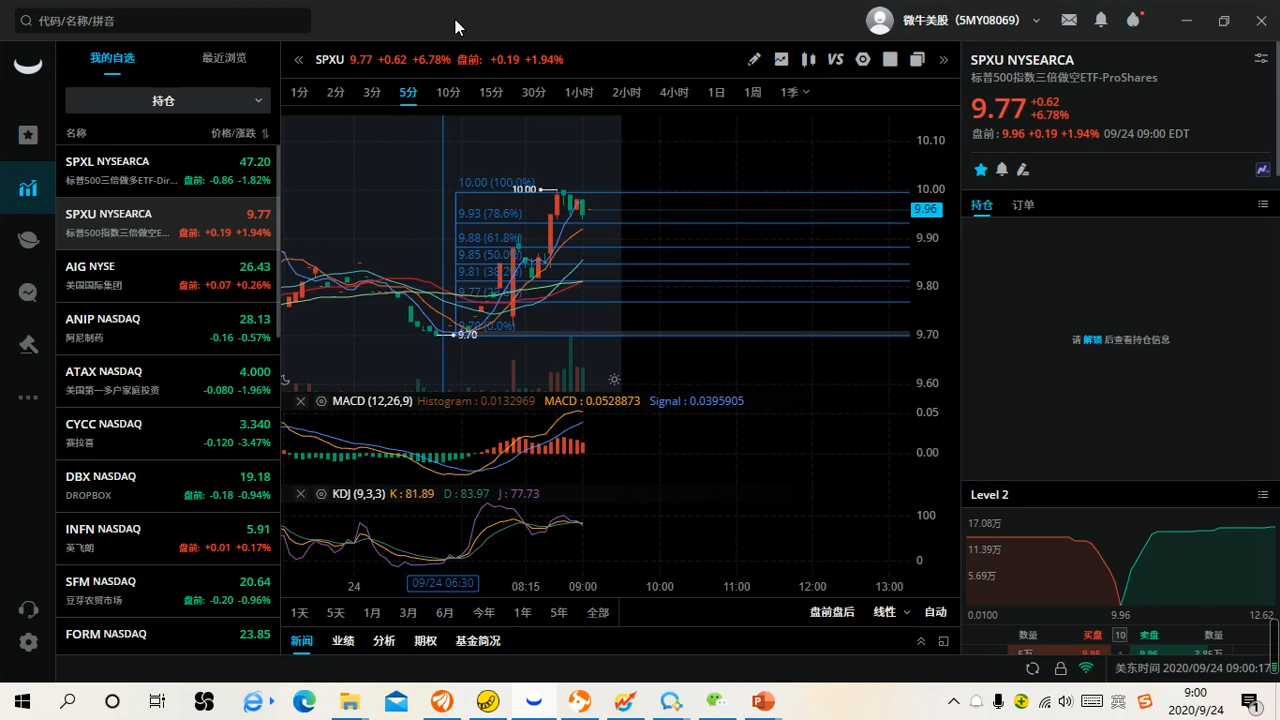 代码/名称/拼音
微牛美股（5MY08069）
我的自选 最近浏览
持仓
名称 价格/涨跌
SPXL NYSEARCA 47.20
标普500三倍做多ETF-Dir... 盘前: -0.86 -1.82%
SPXU NYSEARCA 9.77
标普500指数三倍做空E... 盘前: +0.19 +1.94%
AIG NYSE 26.43
美国国际集团 盘前: +0.07 +0.26%
ANIP NASDAQ 28.13
阿尼制药 -0.16 -0.57%
ATAX NASDAQ 4.000
美国第一多户家庭投资 -0.080 -1.96%
CYCC NASDAQ 3.340
赛拉喜 -0.120 -3.47%
DBX NASDAQ 19.18
DROPBOX 盘前: -0.18 -0.94%
INFN NASDAQ 5.91
英飞朗 盘前: +0.01 +0.17%
SFM NASDAQ 20.64
豆芽农贸市场 盘前: -0.20 -0.96%
FORM NASDAQ 23.85
SPXU 9.77 +0.62 +6.78% 盘前: +0.19 +1.94%
VS
1分 2分 3分 5分 10分 15分 30分 1小时 2小时 4小时 1日 1周 1季
10.10
10.00
9.96
9.90
9.80
9.70
9.60
10.00 (100.0%)
10.00
9.93 (78.6%)
9.88 (61.8%)
9.85 (50.0%)
9.81 (38.2%)
9.70
MACD (12,26,9) Histogram : 0.0132969 MACD : 0.0528873 Signal : 0.0395905
0.05
0.00
KDJ (9,3,3) K : 81.89 D : 83.97 J : 77.73
100
0
24 09/24 06:30 08:15 09:00 10:00 11:00 12:00 13:00
1天 5天 1月 3月 6月 今年 1年 5年 全部 盘前盘后 线性 自动
新闻 业绩 分析 期权 基金简况
SPXU NYSEARCA
标普500指数三倍做空ETF-ProShares
9.77 +0.62
+6.78%
盘前: 9.96 +0.19 +1.94% 09/24 09:00 EDT
持仓 订单
请 解锁 后查看持仓信息
Level 2
17.08万
11.39万
5.69万
0.0100 9.96 12.62
数量 买盘 10 卖盘 数量
美东时间 2020/09/24 09:00:17
9:00
2020/9/24